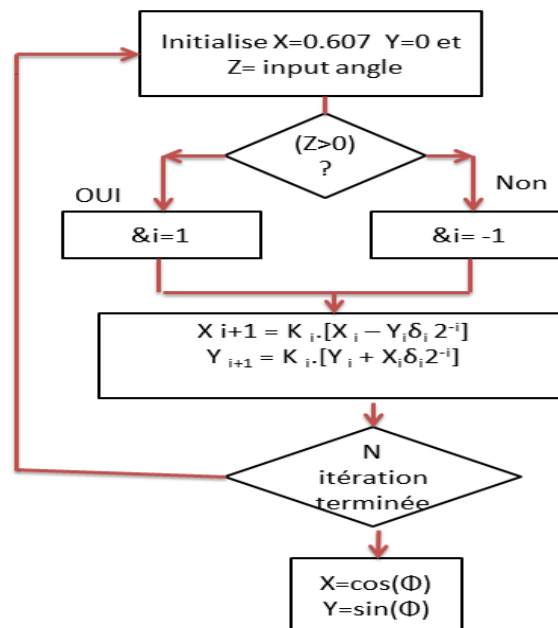 Initialise X=0.607 Y=0 et
Z= input angle
(Z>0)
?
OUI
Non
&i=1
&i= -1
X i+1 = K i.[X i – Yiδi 2-i]
Y i+1 = K i.[Y i + Xiδi2-i]
N
itération
terminée
X=cos(Φ)
Y=sin(Φ)